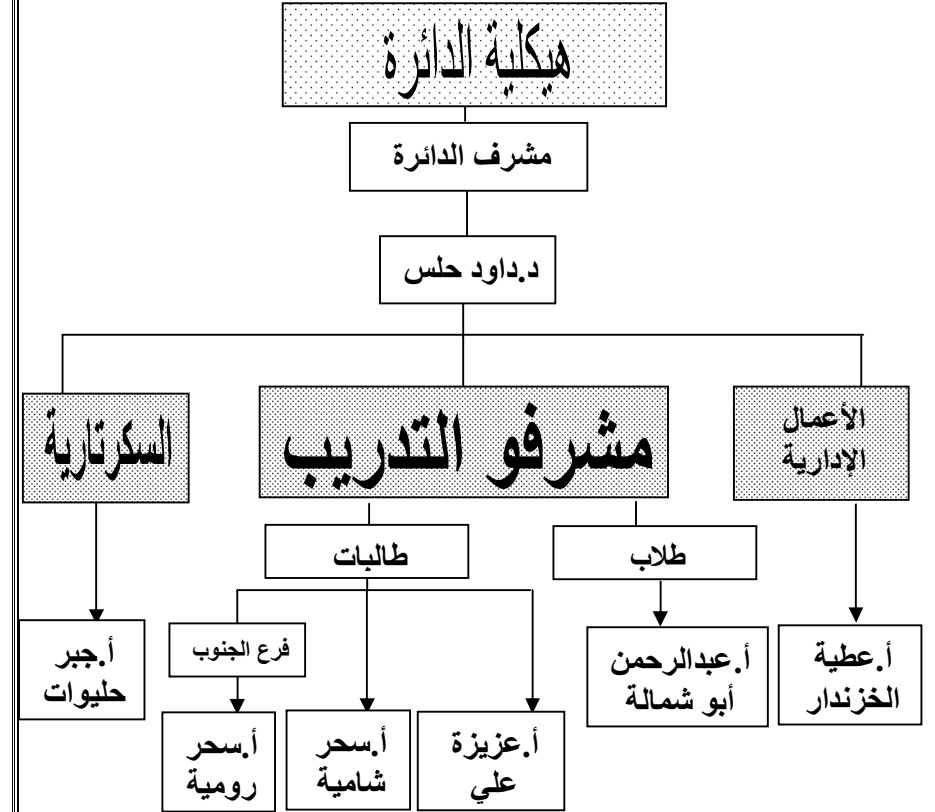 هيكلية الدائرة
مشرف الدائرة
د.داود حلس
الأعمال
الإدارية
مشرفو التدريب
السكرتارية
طلاب
طالبات
فرع الجنوب
أ.عطية
الخزندار
أ.عبدالرحمن
أبو شمالة
أ.عزيزة
علي
أ.سحر
شامية
أ.سحر
رومية
أ.جبر
حليوات